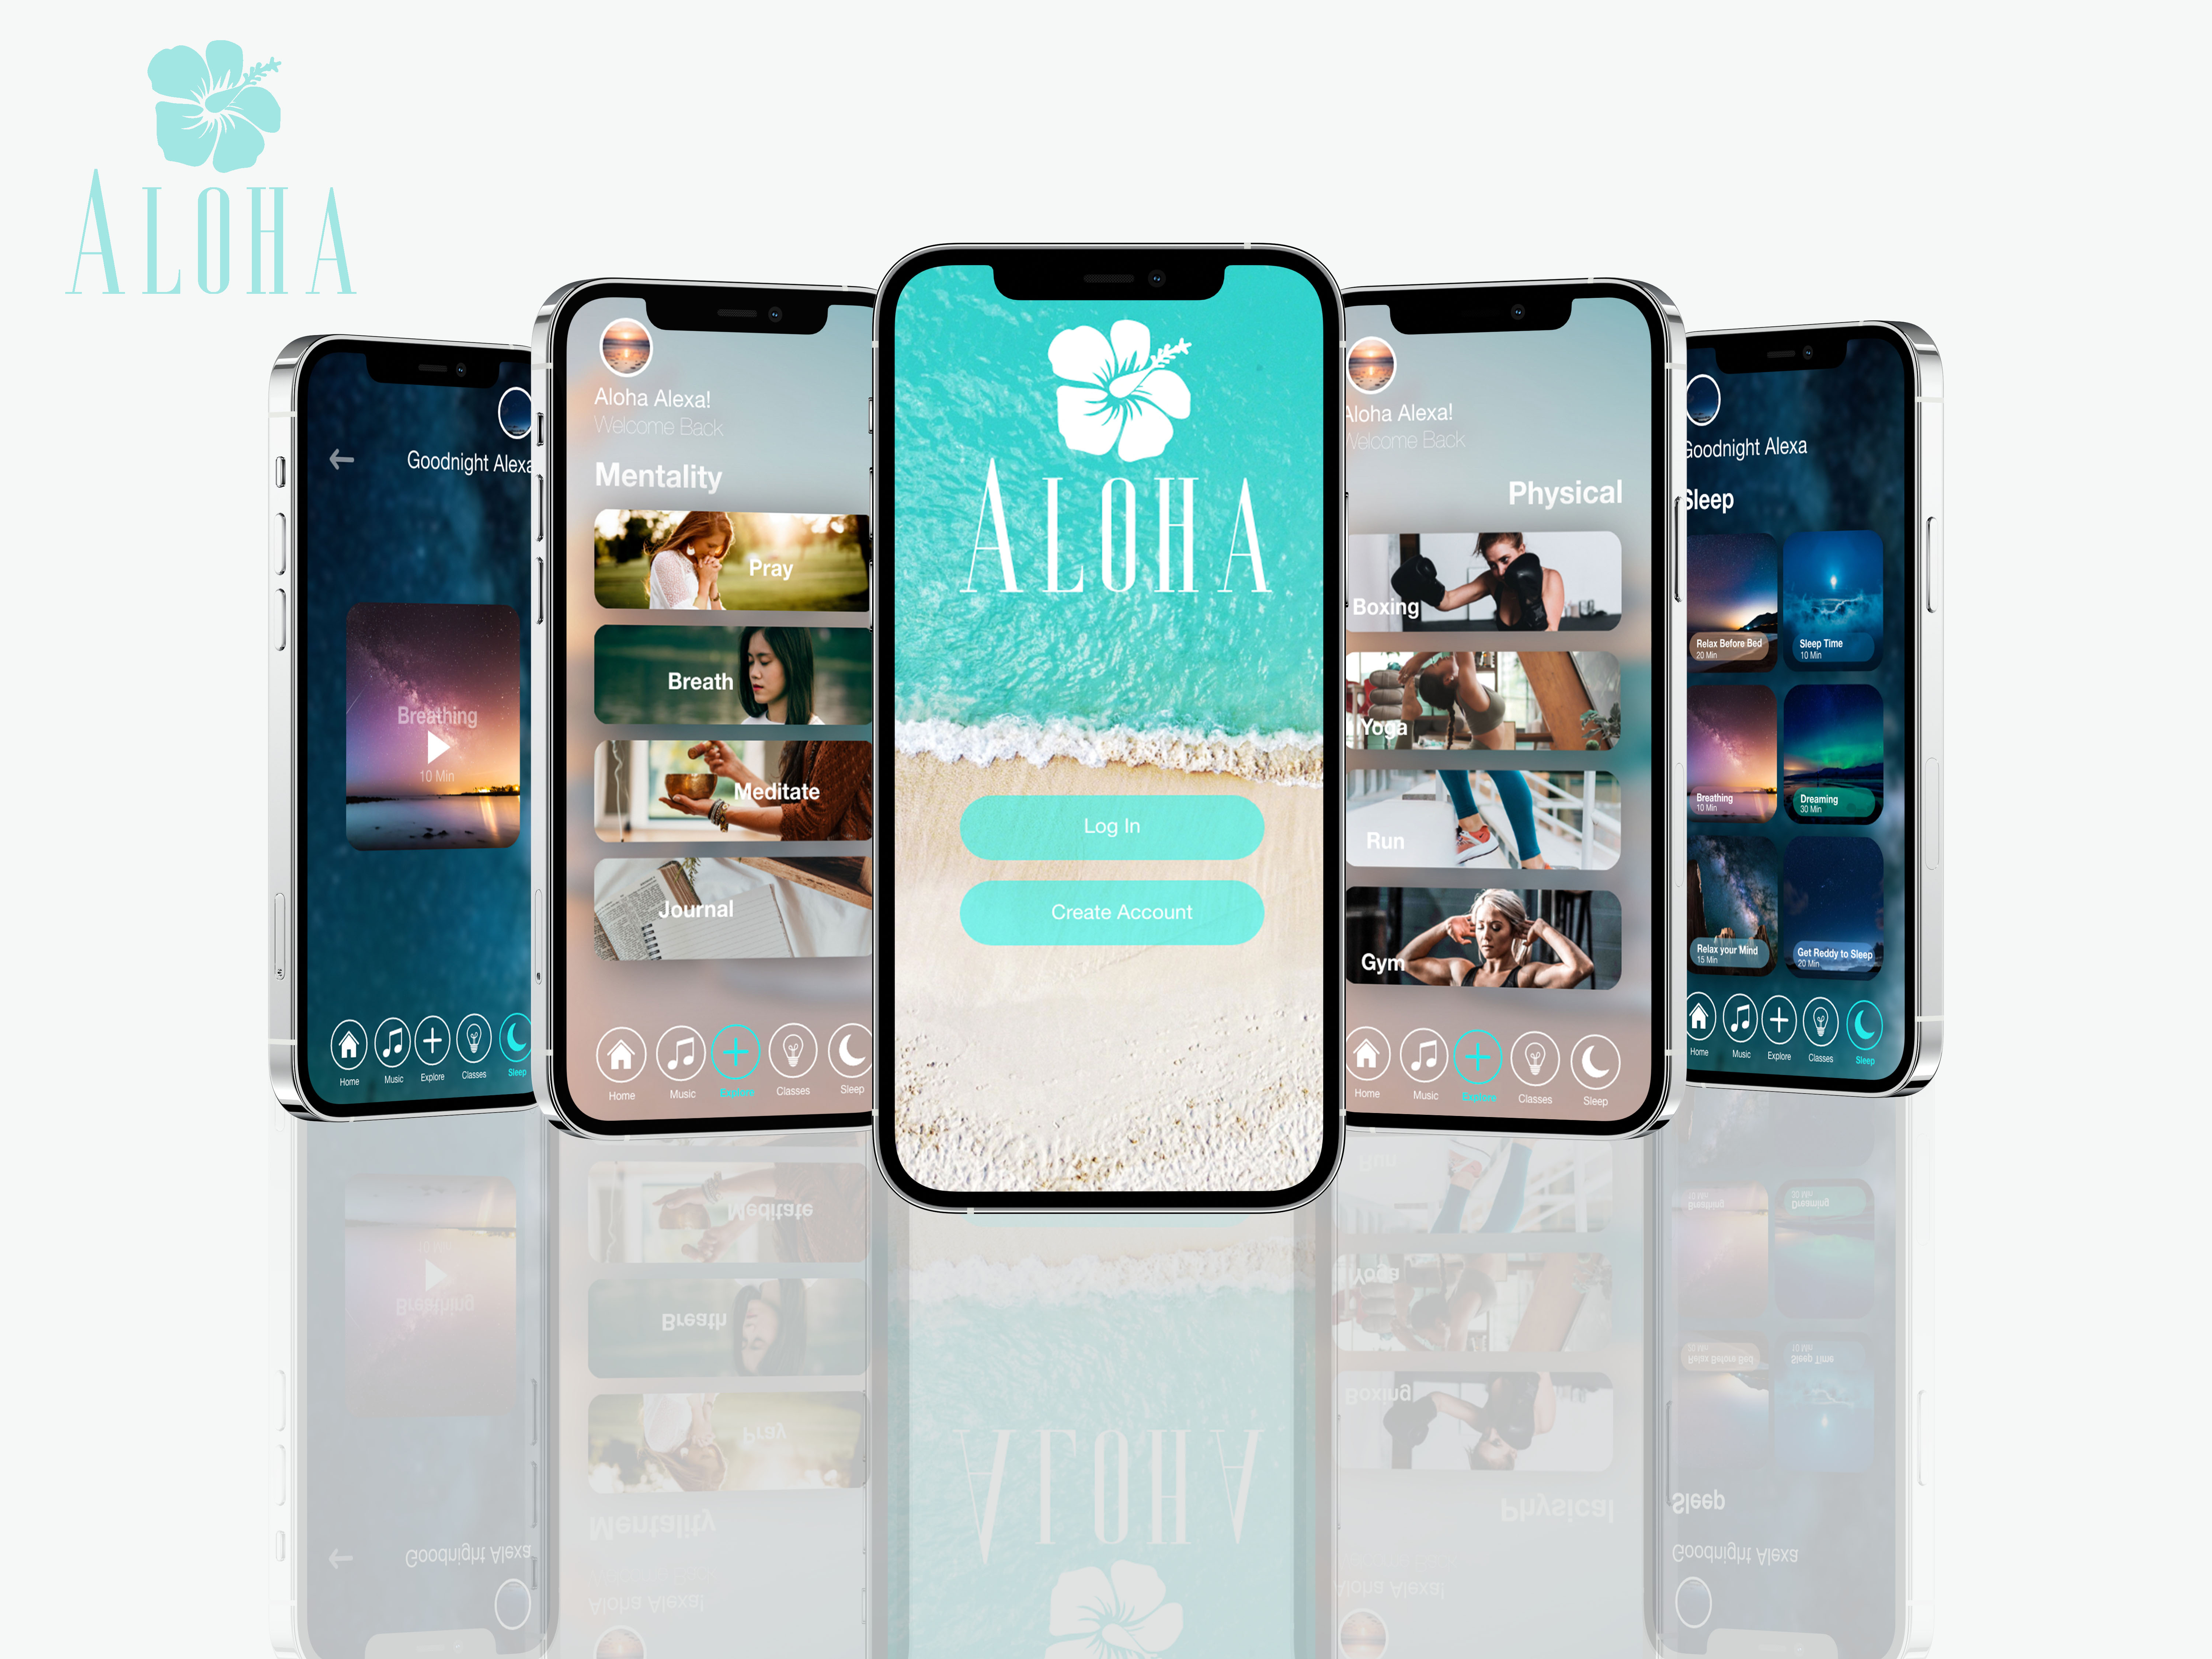 ALOHA
Goodnight Alexa
Breathing
10 Min
Home
Music
Explore
Classes
Sleep
Aloha Alexa!
Welcome Back
Mentality
Pray
Breath
Meditate
Journal
Home
Music
Explore
Classes
Sleep
ALOHA
Log In
Create Account
Aloha Alexa!
Welcome Back
Physical
Boxing
Yoga
Run
Gym
Home
Music
Explore
Classes
Sleep
Goodnight Alexa
Sleep
Relax Before Bed
20 Min
Sleep Time
10 Min
Breathing
10 Min
Dreaming
30 Min
Relax your Mind
15 Min
Get Reddy to Sleep
20 Min
Home
Music
Explore
Classes
Sleep